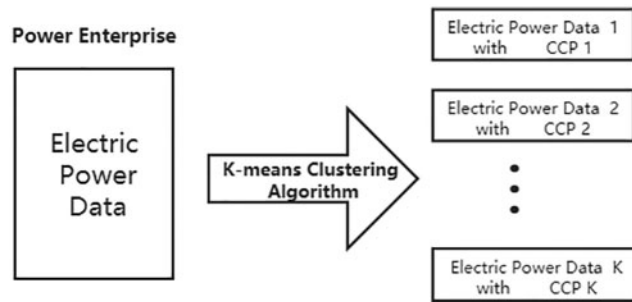 Power Enterprise
Electric
Power
Data
K-means Clustering
Algorithm
Electric Power Data 1
with CCP 1
Electric Power Data 2
with CCP 2
Electric Power Data K
with CCP K